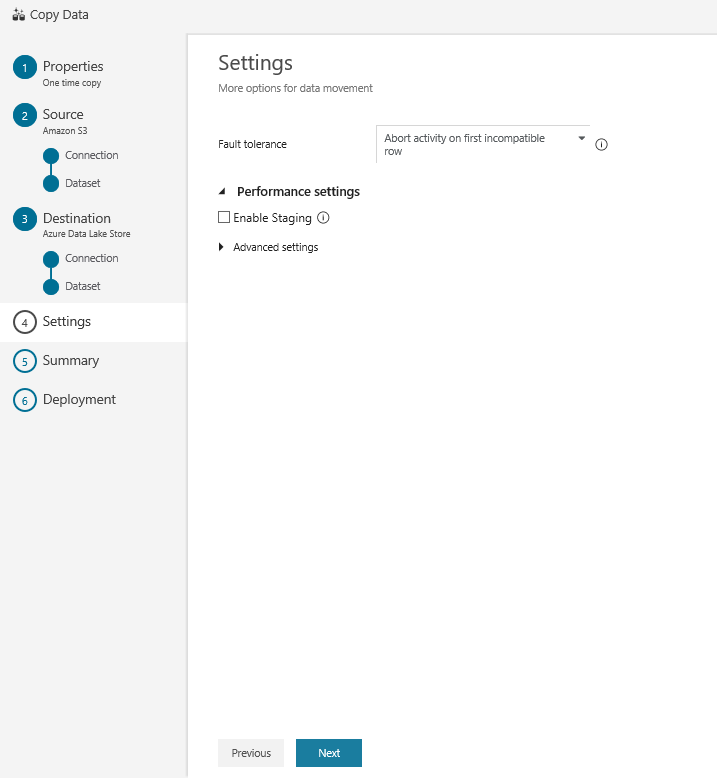 Copy Data
1
Properties
One time copy
2
Source
Amazon S3
Connection
Dataset
3
Destination
Azure Data Lake Store
Connection
Dataset
4
Settings
5
Summary
6
Deployment
Settings
More options for data movement
Fault tolerance
Abort activity on first incompatible
row
Performance settings
Enable Staging
Advanced settings
Previous
Next